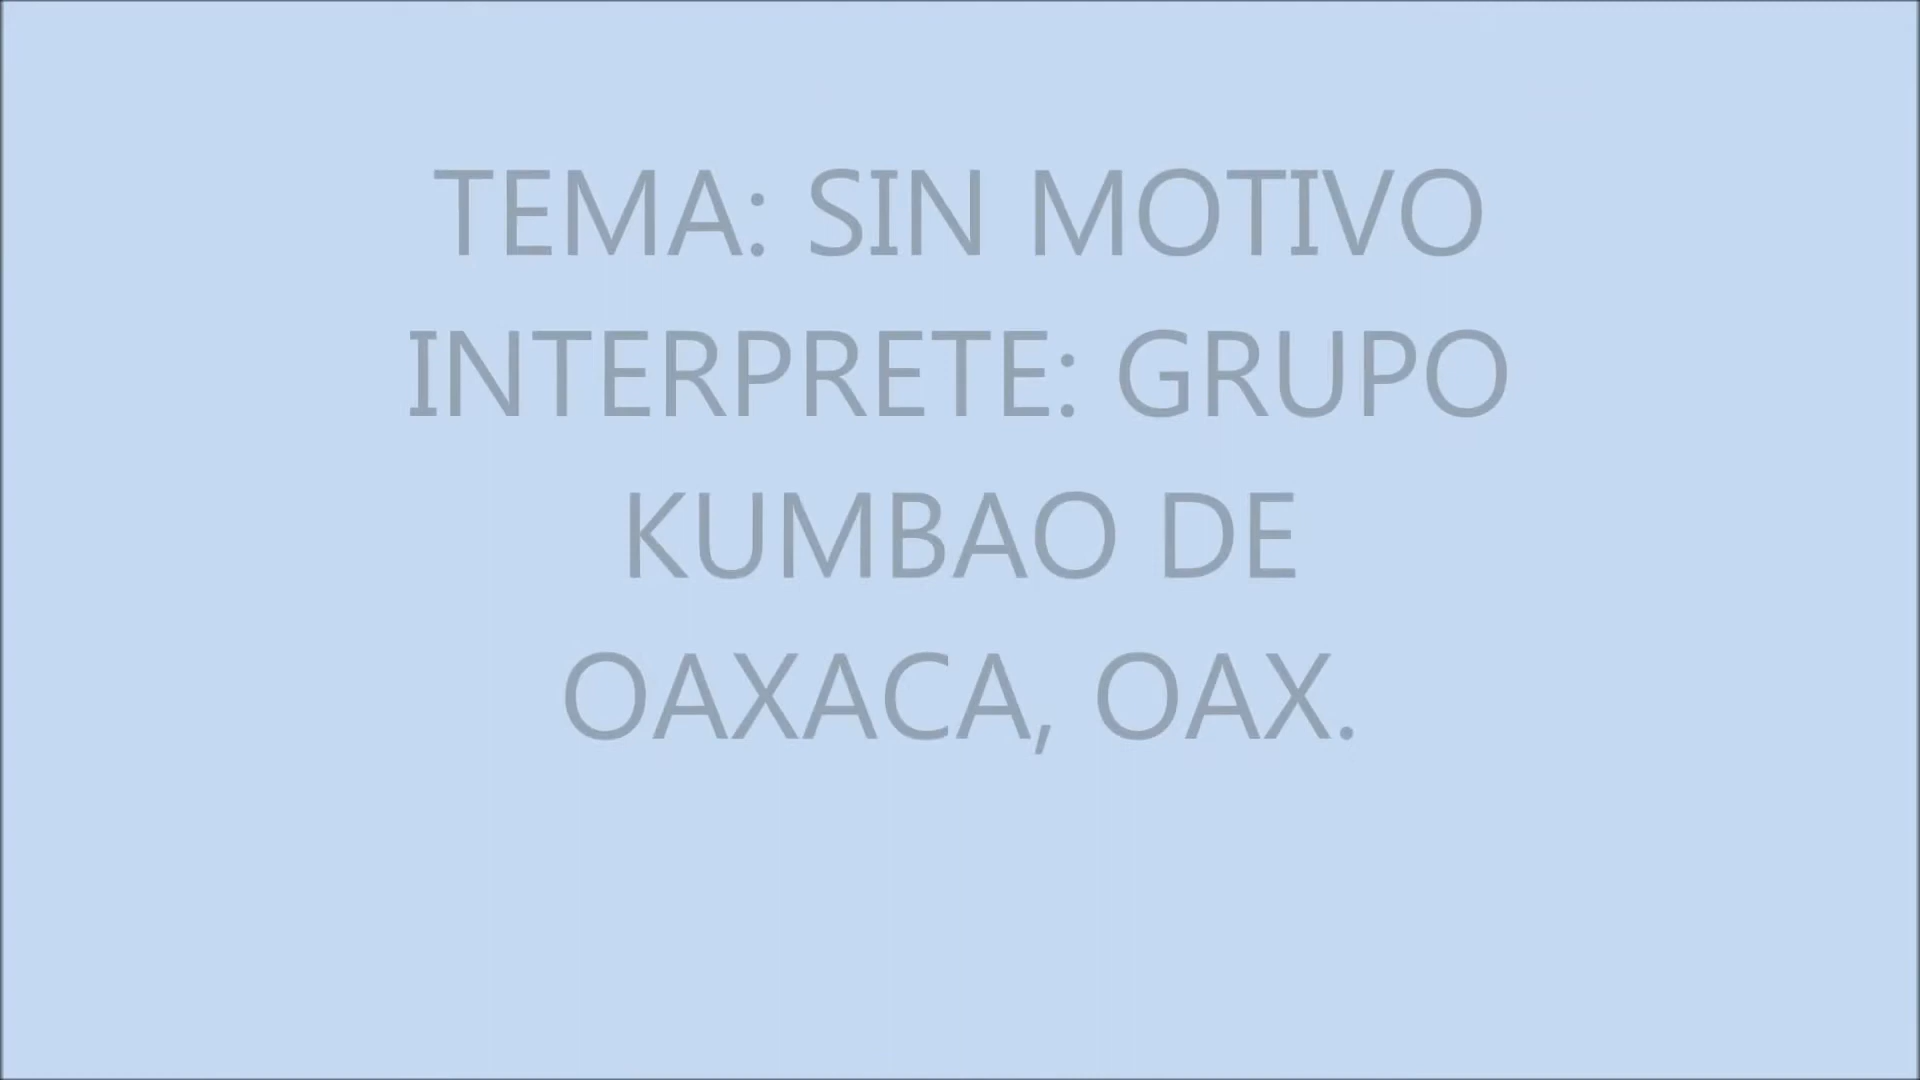 TEMA: SIN MOTIVO
INTERPRETE: GRUPO
KUMBAO DE
OAXACA, OAX.